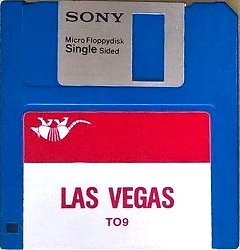 SONY
Micro Floppydisk
Single Sided
LAS VEGAS
TO9